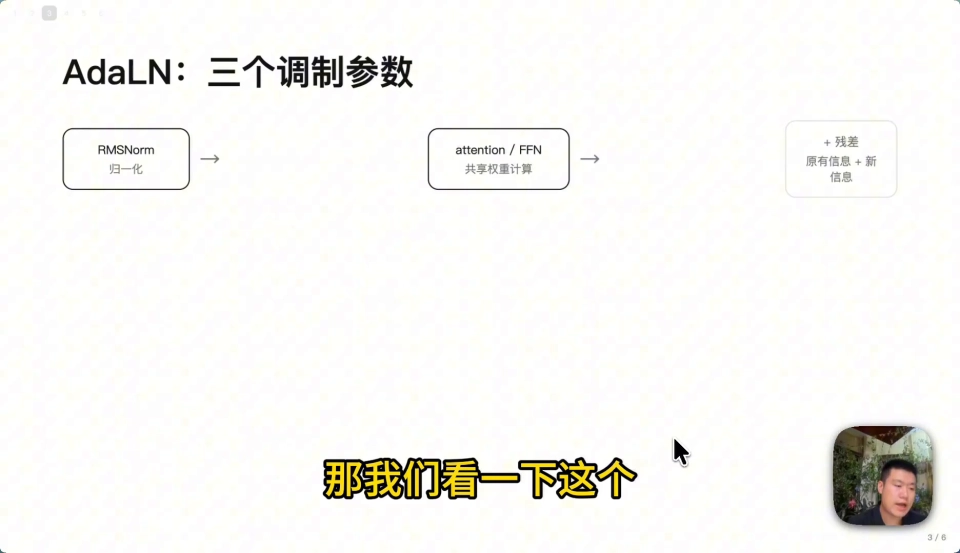 3
AdaLN：三个调制参数
RMSNorm
归一化
→
attention / FFN
共享权重计算
→
+ 残差
原有信息 + 新
信息
那我们看一下这个
3 / 6